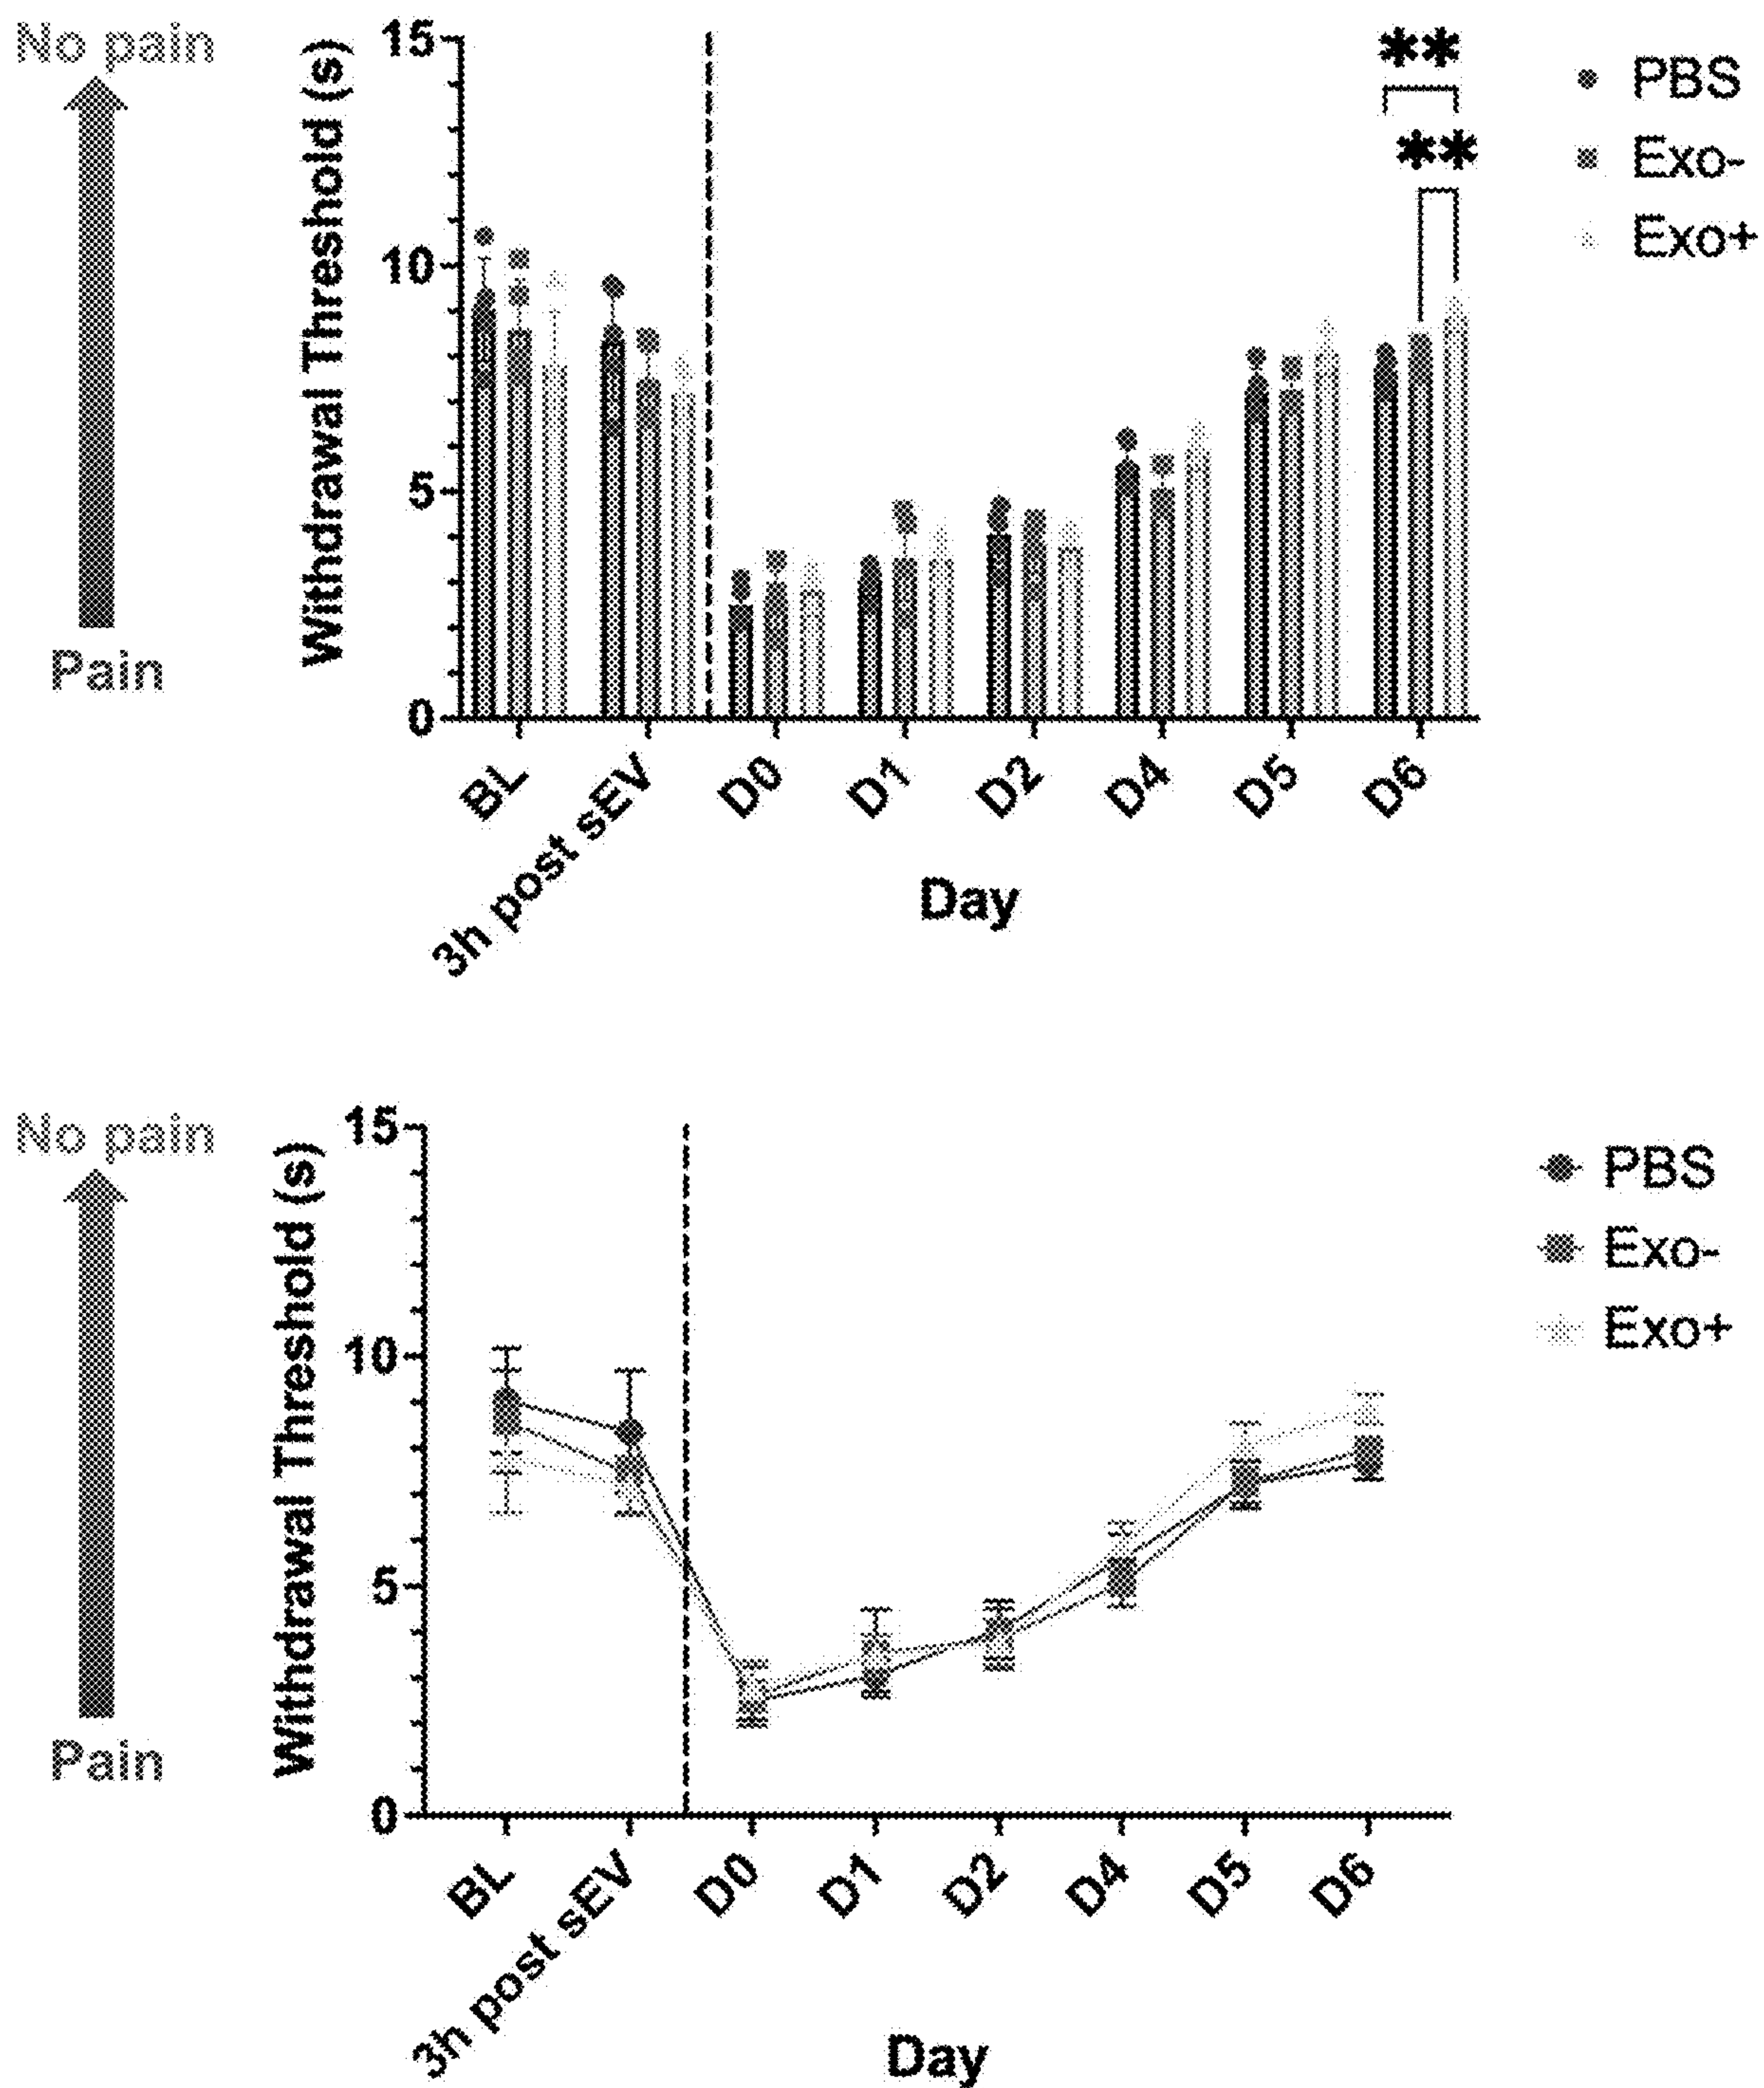 No pain
Pain
Withdrawal Threshold (s)
15
10
5
0
**
**
PBS
Exo-
Exo+
BL
3h post sEV
D0
D1
D2
D4
D5
D6
Day
No pain
Pain
Withdrawal Threshold (s)
15
10
5
0
PBS
Exo-
Exo+
BL
3h post sEV
D0
D1
D2
D4
D5
D6
Day